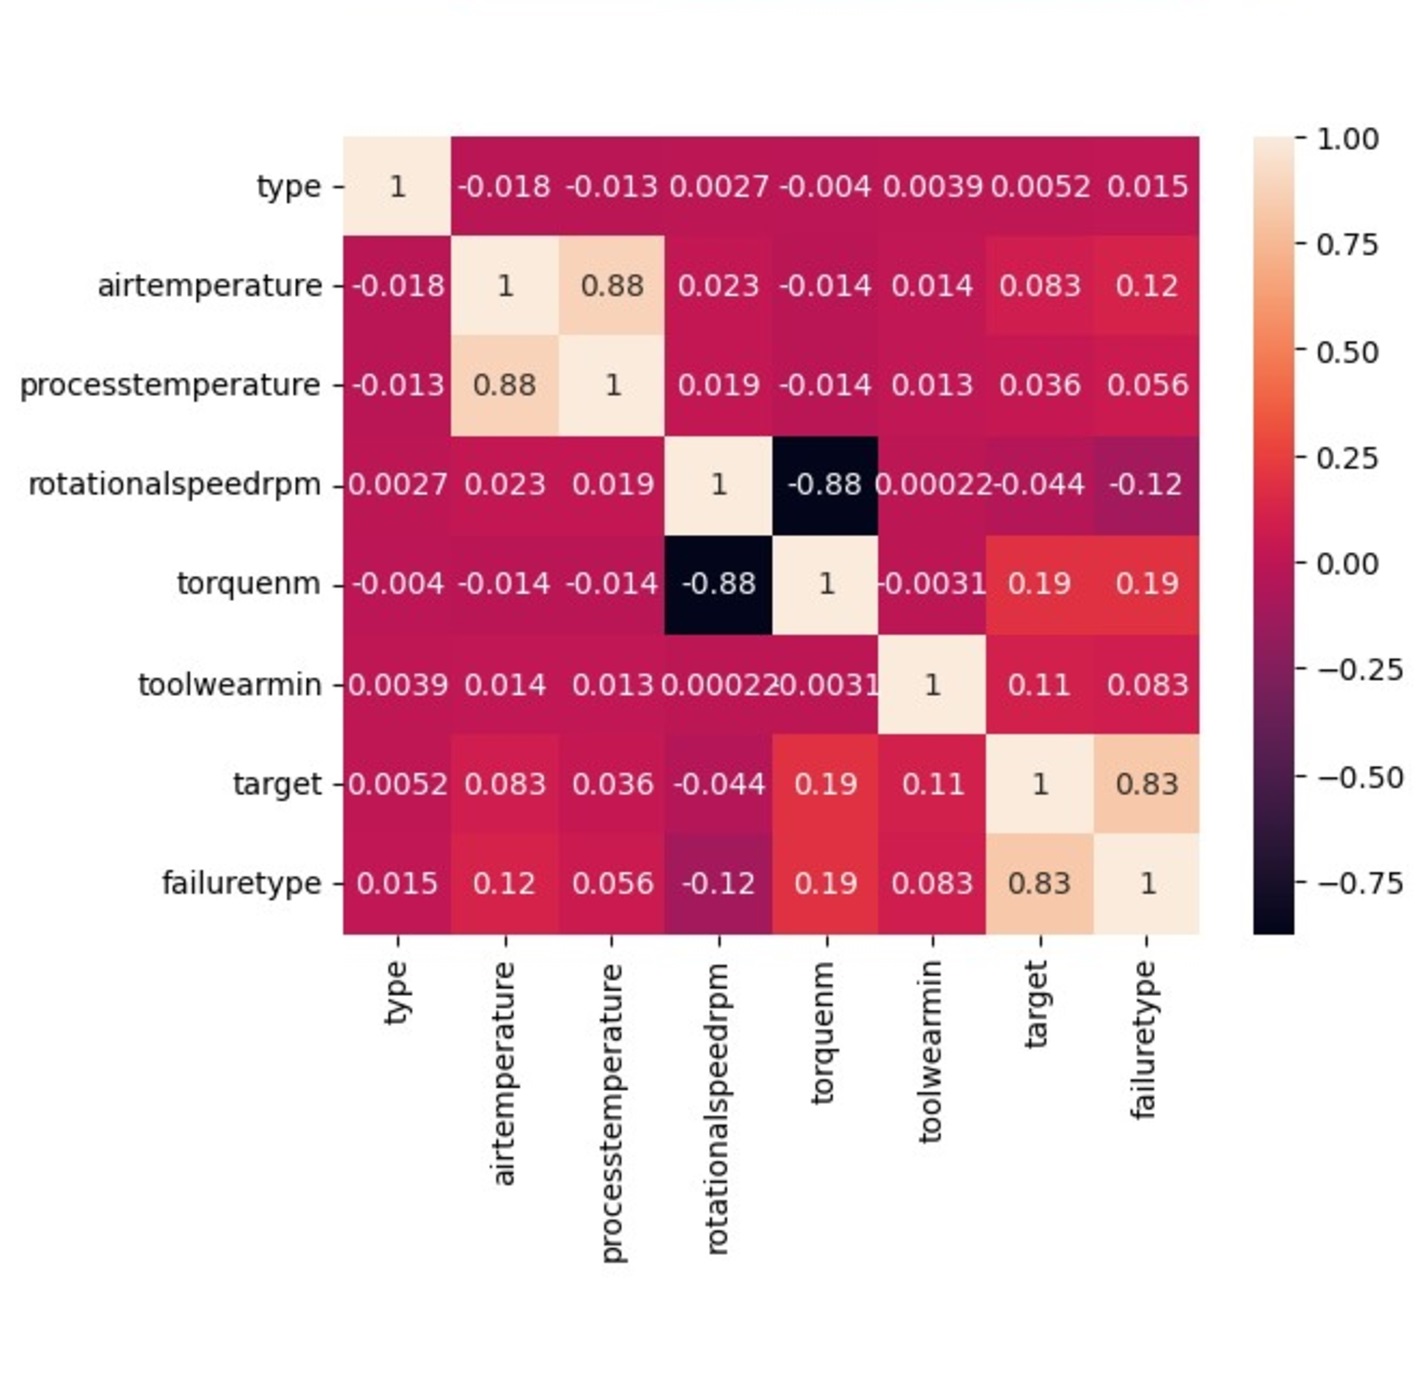 type 1 -0.018 -0.013 0.0027 -0.004 0.0039 0.0052 0.015
airtemperature -0.018 1 0.88 0.023 -0.014 0.014 0.083 0.12
processtemperature -0.013 0.88 1 0.019 -0.014 0.013 0.036 0.056
rotationalspeedrpm 0.0027 0.023 0.019 1 -0.88 0.00022 -0.044 -0.12
torquenm -0.004 -0.014 -0.014 -0.88 1 -0.0031 0.19 0.19
toolwearmin 0.0039 0.014 0.013 0.00022 -0.0031 1 0.11 0.083
target 0.0052 0.083 0.036 -0.044 0.19 0.11 1 0.83
failuretype 0.015 0.12 0.056 -0.12 0.19 0.083 0.83 1
type
airtemperature
processtemperature
rotationalspeedrpm
torquenm
toolwearmin
target
failuretype
1.00
0.75
0.50
0.25
0.00
−0.25
−0.50
−0.75